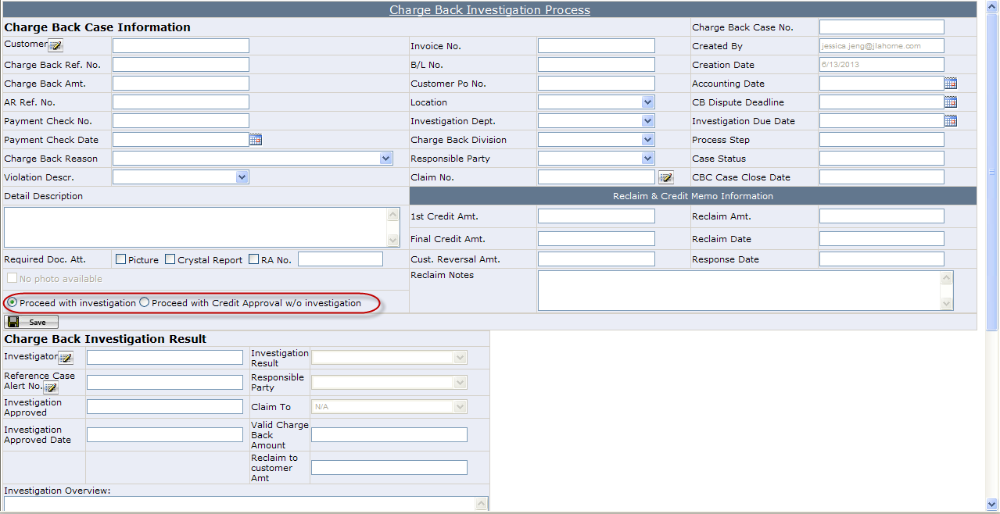 Charge Back Investigation Process
Charge Back Case Information Charge Back Case No.
Customer Invoice No. Created By jessica.jeng@jlahome.com
Charge Back Ref. No. B/L No. Creation Date 6/13/2013
Charge Back Amt. Customer Po No. Accounting Date
AR Ref. No. Location CB Dispute Deadline
Payment Check No. Investigation Dept. Investigation Due Date
Payment Check Date Charge Back Division Process Step
Charge Back Reason Responsible Party Case Status
Violation Descr. Claim No. CBC Case Close Date
Detail Description Reclaim & Credit Memo Information
1st Credit Amt. Reclaim Amt.
Final Credit Amt. Reclaim Date
Required Doc. Att. Picture Crystal Report RA No. Cust. Reversal Amt. Response Date
No photo available Reclaim Notes
Proceed with investigation Proceed with Credit Approval w/o investigation
Save
Charge Back Investigation Result
Investigator Investigation
Result
Reference Case
Alert No. Responsible
Party
Investigation
Approved Claim To N/A
Investigation
Approved Date Valid Charge
Back
Amount
Reclaim to
customer
Amt
Investigation Overview: